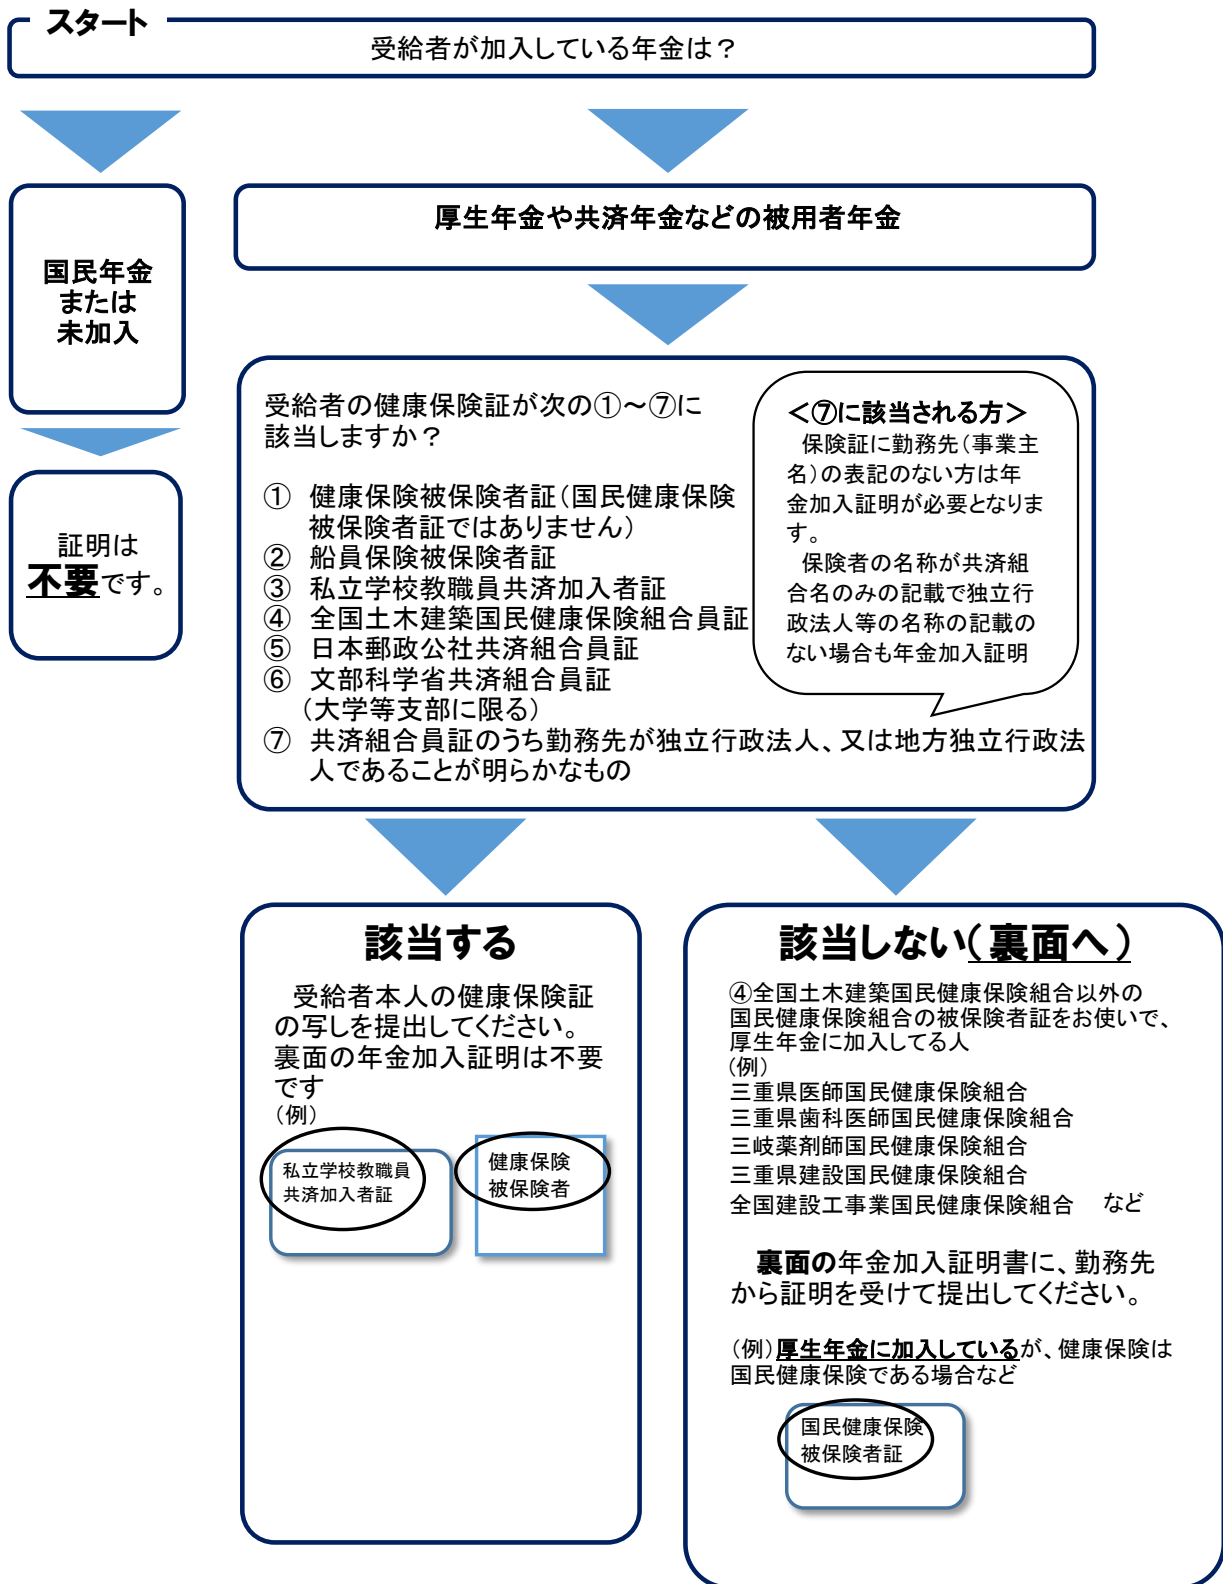 スタート
受給者が加入している年金は？
国民年金
または
未加入
証明は
不要です。
厚生年金や共済年金などの被用者年金
受給者の健康保険証が次の①～⑦に
該当しますか？
① 健康保険被保険者証（国民健康保険
被保険者証ではありません）
② 船員保険被保険者証
③ 私立学校教職員共済加入者証
④ 全国土木建築国民健康保険組合員証
⑤ 日本郵政公社共済組合員証
⑥ 文部科学省共済組合員証
（大学等支部に限る）
⑦ 共済組合員証のうち勤務先が独立行政法人、又は地方独立行政法
人であることが明らかなもの
＜⑦に該当される方＞
保険証に勤務先（事業主
名）の表記のない方は年
金加入証明が必要となりま
す。
保険者の名称が共済組
合名のみの記載で独立行
政法人等の名称の記載の
ない場合も年金加入証明
該当する
受給者本人の健康保険証
の写しを提出してください。
裏面の年金加入証明は不要
です
（例）
私立学校教職員
共済加入者証
健康保険
被保険者
該当しない（裏面へ）
④全国土木建築国民健康保険組合以外の
国民健康保険組合の被保険者証をお使いで、
厚生年金に加入してる人
（例）
三重県医師国民健康保険組合
三重県歯科医師国民健康保険組合
三岐薬剤師国民健康保険組合
三重県建設国民健康保険組合
全国建設工事業国民健康保険組合 など
裏面の年金加入証明書に、勤務先
から証明を受けて提出してください。
（例）厚生年金に加入しているが、健康保険は
国民健康保険である場合など
国民健康保険
被保険者証